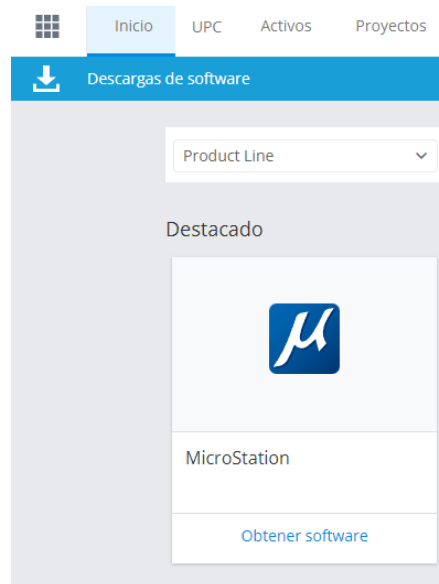 Inicio UPC Activos Proyectos
Descargas de software
Product Line
Destacado
μ
MicroStation
Obtener software